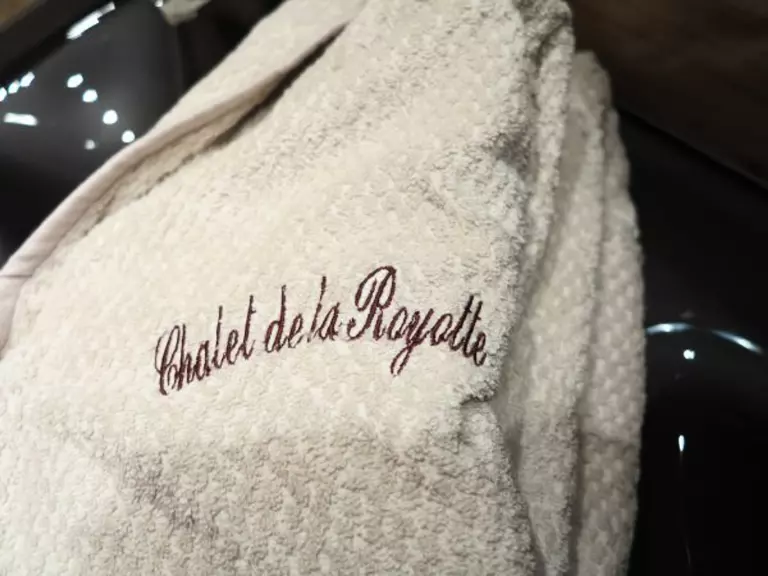 Chalet de la Royotte